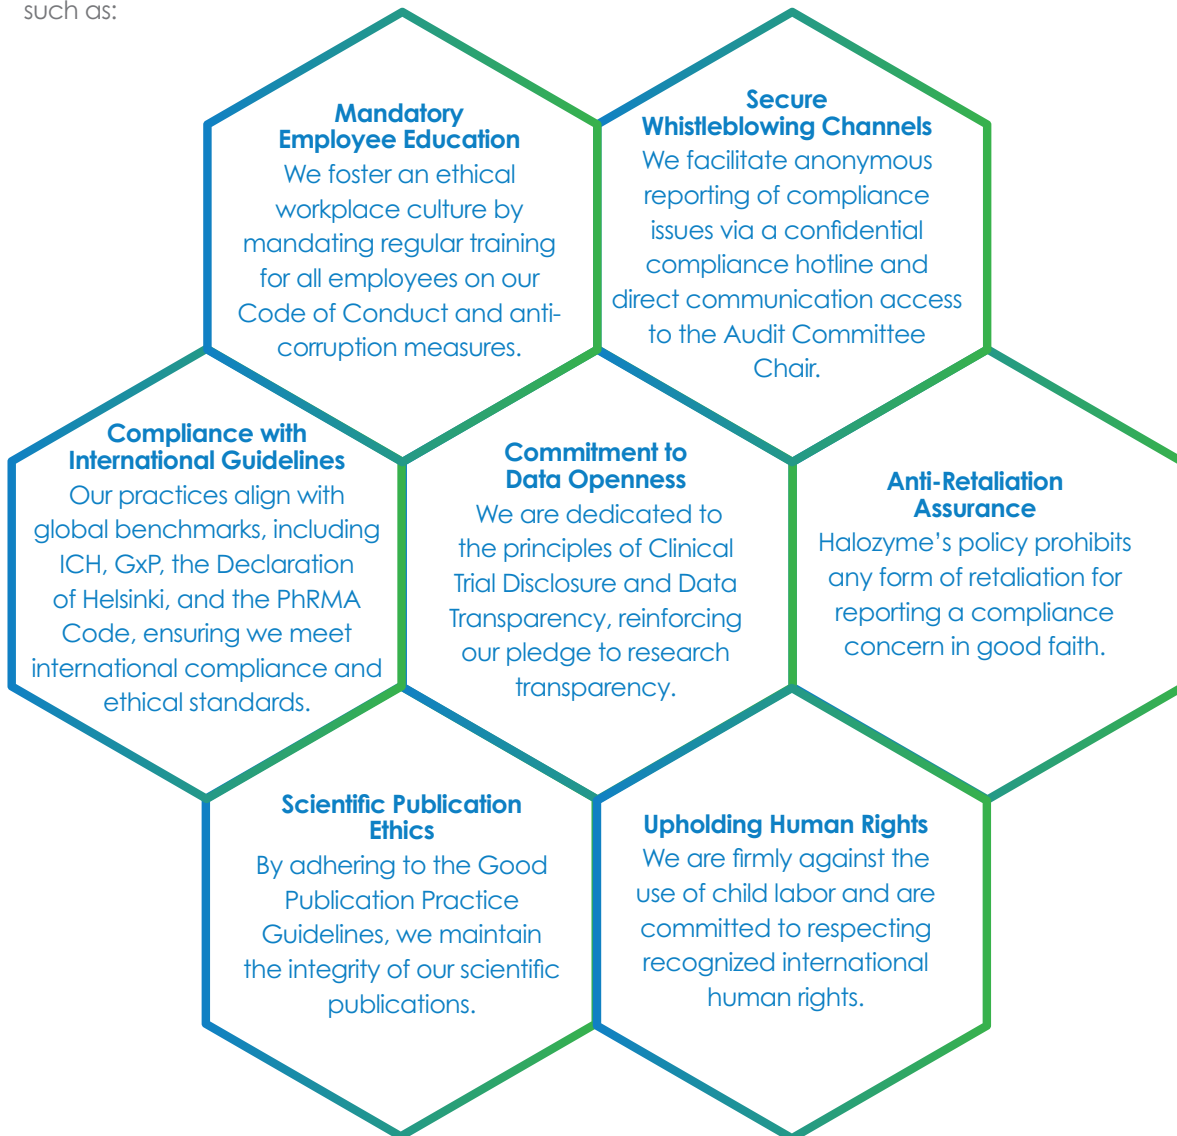 such as:
Mandatory
Employee Education
We foster an ethical
workplace culture by
mandating regular training
for all employees on our
Code of Conduct and anti-
corruption measures.
Secure
Whistleblowing Channels
We facilitate anonymous
reporting of compliance
issues via a confidential
compliance hotline and
direct communication access
to the Audit Committee
Chair.
Compliance with
International Guidelines
Our practices align with
global benchmarks, including
ICH, GxP, the Declaration
of Helsinki, and the PhRMA
Code, ensuring we meet
international compliance and
ethical standards.
Commitment to
Data Openness
We are dedicated to
the principles of Clinical
Trial Disclosure and Data
Transparency, reinforcing
our pledge to research
transparency.
Anti-Retaliation
Assurance
Halozyme’s policy prohibits
any form of retaliation for
reporting a compliance
concern in good faith.
Scientific Publication
Ethics
By adhering to the Good
Publication Practice
Guidelines, we maintain
the integrity of our scientific
publications.
Upholding Human Rights
We are firmly against the
use of child labor and are
committed to respecting
recognized international
human rights.